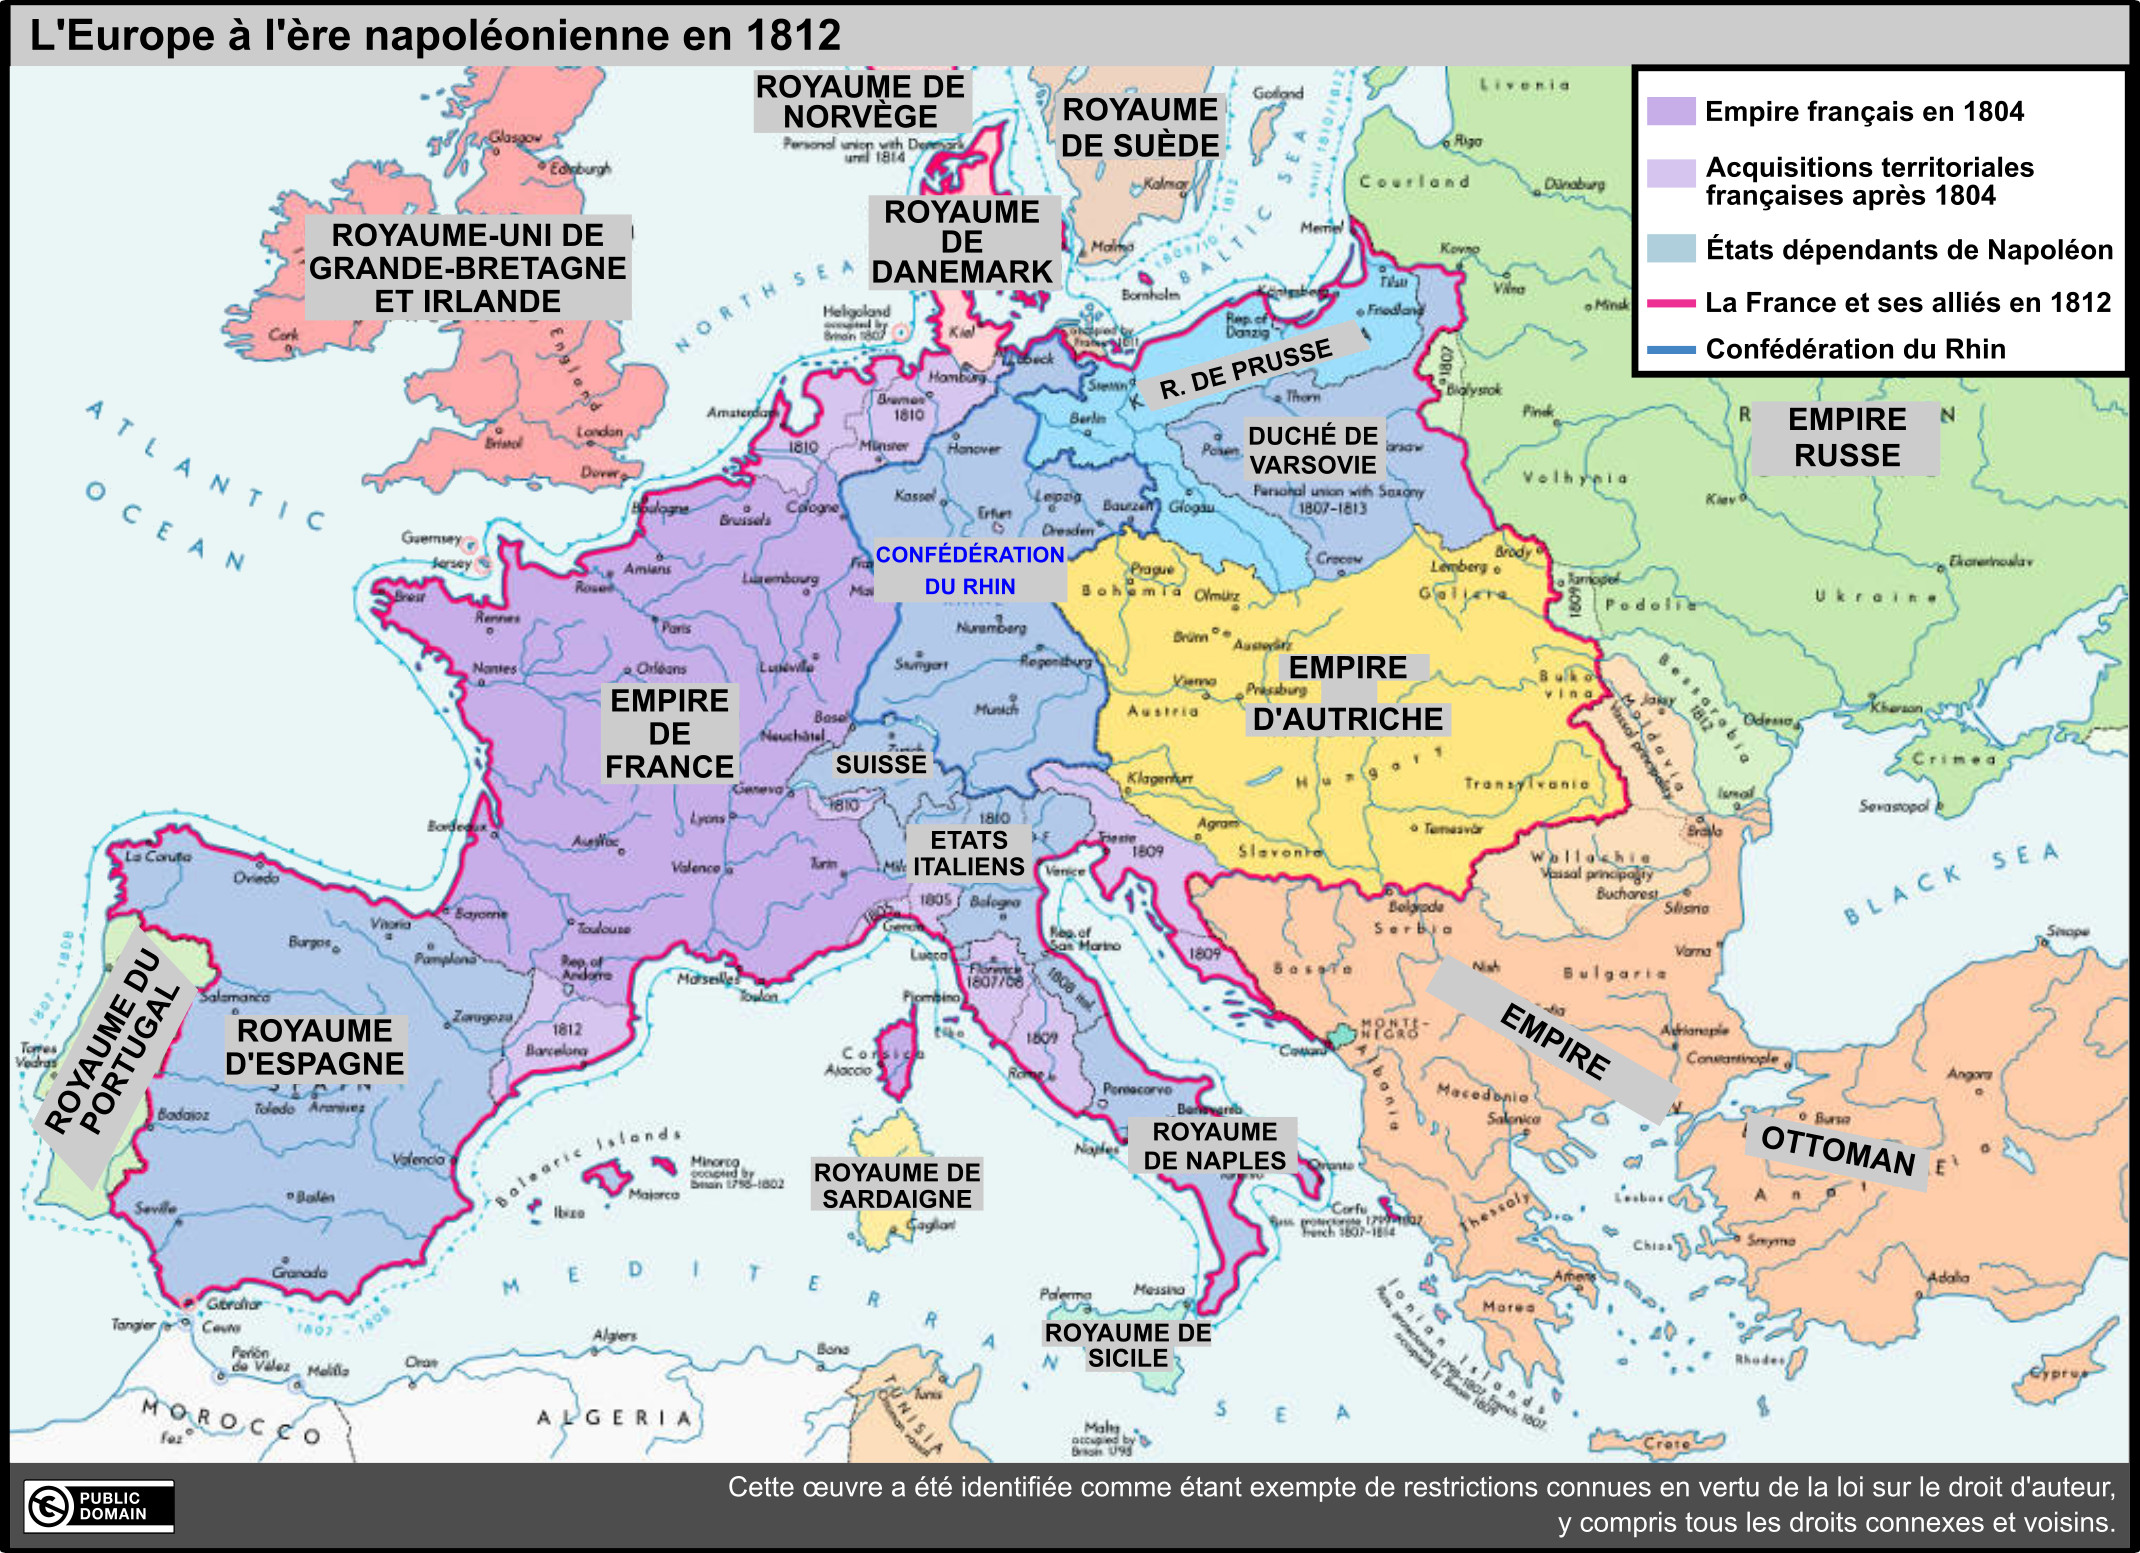 L'Europe à l'ère napoléonienne en 1812
Empire français en 1804
Acquisitions territoriales
françaises après 1804
États dépendants de Napoléon
La France et ses alliés en 1812
Confédération du Rhin
ROYAUME DE
NORVÈGE
Personal union with Denmark
until 1814
ROYAUME
DE SUÈDE
Gotland
Livonia
Riga
Courland
Dünaburg
Kalmar
Malmö
Memel
Kovno
Vilna
Minsk
Glasgow
Edinburgh
ROYAUME-UNI DE
GRANDE-BRETAGNE
ET IRLANDE
Cork
England
Bristol
London
Dover
NORTH SEA
BALTIC SEA
ROYAUME
DE
DANEMARK
Heligoland
occupied by
Britain 1807
Kiel
Bornholm
Königsberg
Tilsit
Friedland
Rep. of
Danzig
Lübeck
Hamburg
Stettin
R. DE PRUSSE
1807
Bialystok
Bremen
1810
Amsterdam
1810
Münster
Hanover
Berlin
Thorn
Posen
DUCHÉ DE
VARSOVIE
Personal union with Saxony
1807-1813
Pinsk
EMPIRE
RUSSE
Volhynia
Kiev
ATLANTIC
OCEAN
Guernsey
Jersey
Boulogne
Brussels
Cologne
Kassel
Erfurt
Leipzig
Dresden
Bautzen
Glogau
Cracow
Lemberg
Brody
Galicia
Tarnopol
1809
Podolia
Ukraine
Ekaterinoslav
CONFÉDÉRATION
DU RHIN
Brest
Rennes
Rouen
Amiens
Paris
Luxembourg
Nantes
Orléans
Lunéville
Nuremberg
Stuttgart
Regensburg
Munich
Prague
Bohemia
Olmütz
Brünn
Austerlitz
Vienna
Pressburg
Austria
EMPIRE
D'AUTRICHE
Hungary
Transylvania
Bukovina
Jassy
Moldavia
Vassal principality
Bessarabia
1812
Odessa
Kherson
Crimea
Sevastopol
Ismail
EMPIRE
DE
FRANCE
Basel
Neuchâtel
Zurich
SUISSE
Geneva
1810
Klagenfurt
Agram
Slavonia
Temesvár
Wallachia
Vassal principality
Bucharest
Braila
Silistria
BLACK SEA
Bordeaux
Aurillac
Lyons
Valence
Turin
1810
ETATS
ITALIENS
Venice
Trieste
1809
1805
Bologna
Genoa
La Coruña
Oviedo
Vitoria
Bayonne
Burgos
Pamplona
Toulouse
Rep. of
Andorra
Marseilles
Toulon
Lucca
Florence
1807/08
Rep. of
San Marino
1808 ital.
1809
Belgrade
Serbia
Bosnia
Nish
Bulgaria
Varna
Sinope
ROYAUME DU
PORTUGAL
1807 - 1808
Torres
Vedras
Salamanca
ROYAUME
D'ESPAGNE
SPAIN
Toledo
Aranjuez
Zaragoza
1812
Barcelona
Badajoz
Valencia
Bailén
Seville
Granada
Gibraltar
Ceuta
Tangier
1807 - 1808
Piombino
Elba
Corsica
Ajaccio
1809
Rome
Pontecorvo
Benevento
Naples
ROYAUME
DE NAPLES
Otranto
Cattaro
MONTE-
NEGRO
Albania
Macedonia
Salonica
EMPIRE
OTTOMAN
Adrianople
Constantinople
Bursa
Angora
Balearic Islands
Minorca
occupied by
Britain 1798-1802
Majorca
Ibiza
ROYAUME DE
SARDAIGNE
Cagliari
Corfu
Russ. protectorate 1799-1807
French 1807-1814
Thessaly
Lesbos
Chios
Smyrna
Athens
Morea
Adalia
MEDITERRANEAN
SEA
Palermo
Messina
ROYAUME DE
SICILE
Ionian Islands
Russ. protectorate 1799-1807, French 1807,
occupied by Britain 1809
Rhodes
Cyprus
Crete
Malta
occupied by
Britain 1798
Peñón
de Vélez
Melilla
Oran
Algiers
Bona
Tunis
TUNISIA
Ottoman vassal
MOROCCO
Fez
ALGERIA
PUBLIC
DOMAIN
Cette œuvre a été identifiée comme étant exempte de restrictions connues en vertu de la loi sur le droit d'auteur,
y compris tous les droits connexes et voisins.